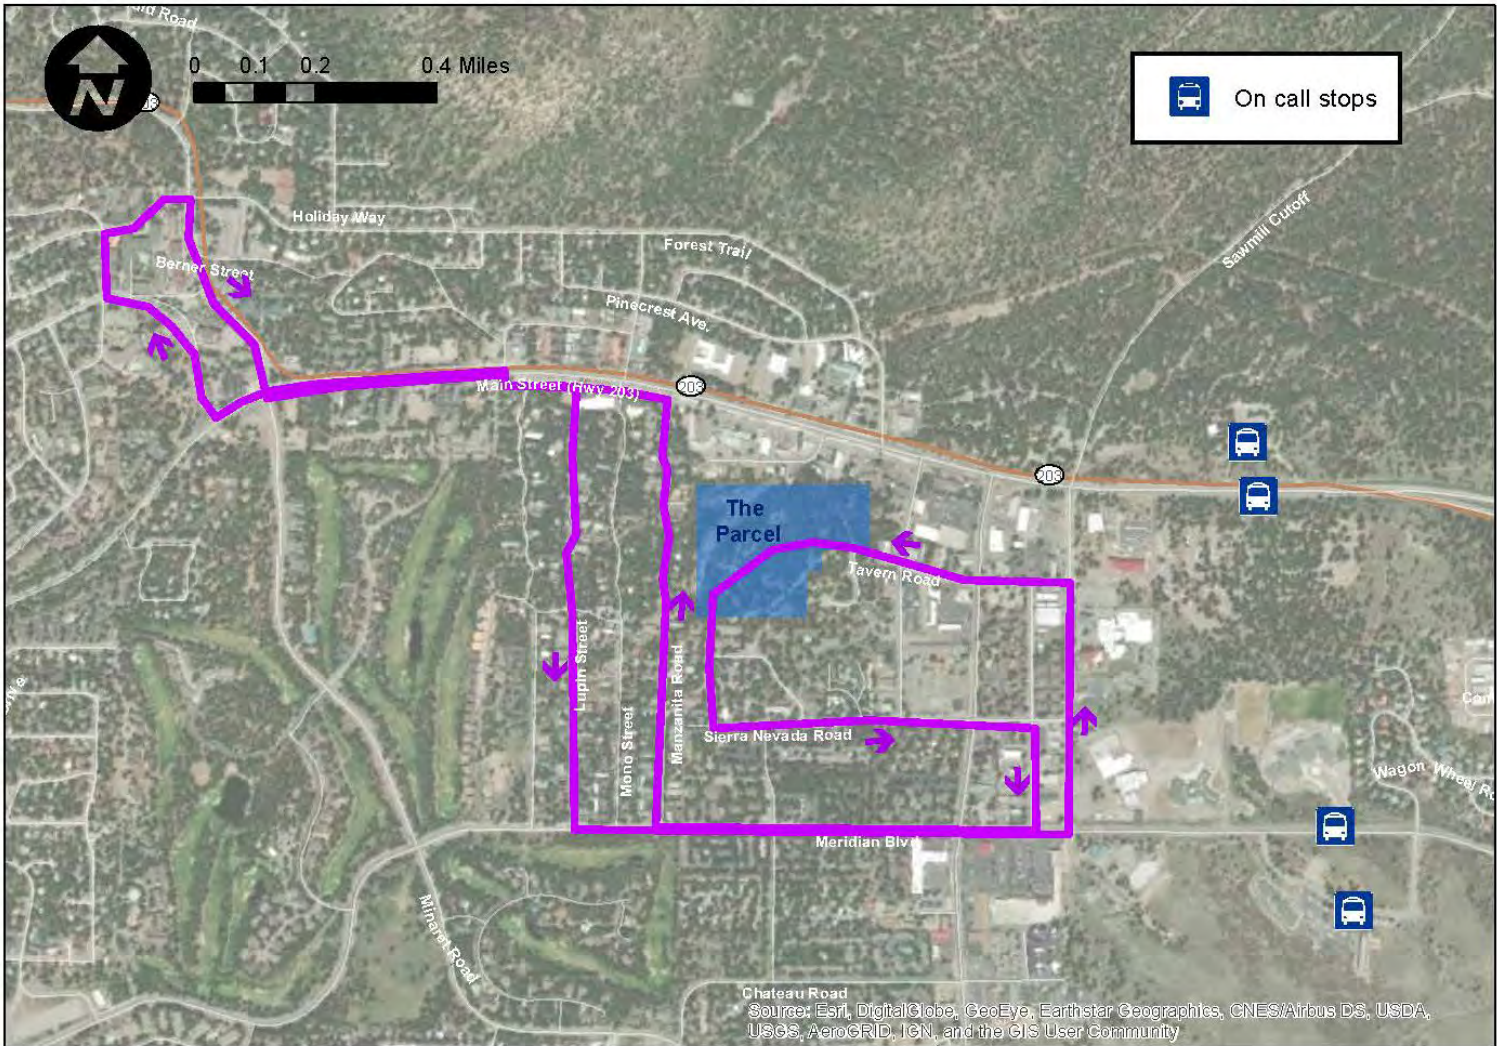 N
0 0.1 0.2 0.4 Miles
On call stops
Road
Holiday Way
Forest Trail
Sawmill Cutoff
Berner Street
Pinecrest Ave.
Main Street (Hwy 203)
203
203
The
Parcel
Tavern Road
Lupin Street
Mono Street
Manzanita Road
Sierra Nevada Road
Wagon Wheel
Meridian Blvd
Minaret Road
Chateau Road
Source: Esri, DigitalGlobe, GeoEye, Earthstar Geographics, CNES/Airbus DS, USDA,
USGS, AeroGRID, IGN, and the GIS User Community